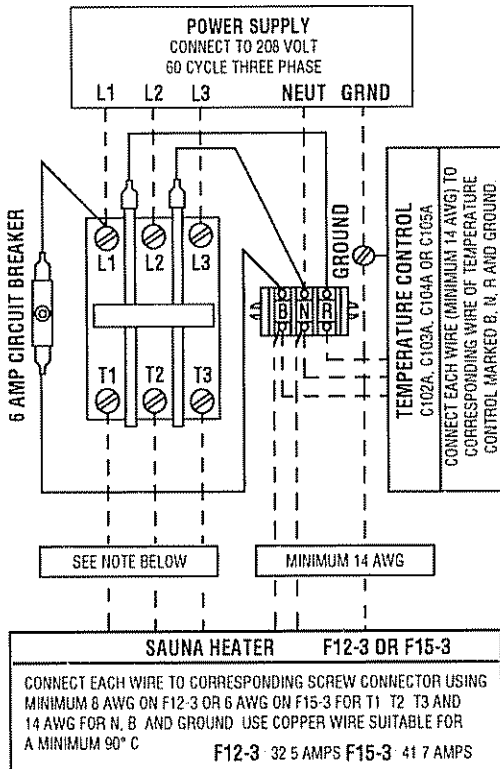 POWER SUPPLY
CONNECT TO 208 VOLT
60 CYCLE THREE PHASE
L1 L2 L3 NEUT GRND
6 AMP CIRCUIT BREAKER
L1 L2 L3
T1 T2 T3
B N R
GROUND
TEMPERATURE CONTROL
C102A, C103A, C104A OR C105A
CONNECT EACH WIRE (MINIMUM 14 AWG) TO
CORRESPONDING WIRE OF TEMPERATURE
CONTROL MARKED B, N, R AND GROUND.
SEE NOTE BELOW
MINIMUM 14 AWG
SAUNA HEATER F12-3 OR F15-3
CONNECT EACH WIRE TO CORRESPONDING SCREW CONNECTOR USING
MINIMUM 8 AWG ON F12-3 OR 6 AWG ON F15-3 FOR T1 T2 T3 AND
14 AWG FOR N, B AND GROUND USE COPPER WIRE SUITABLE FOR
A MINIMUM 90° C
F12-3 32 5 AMPS F15-3 41 7 AMPS